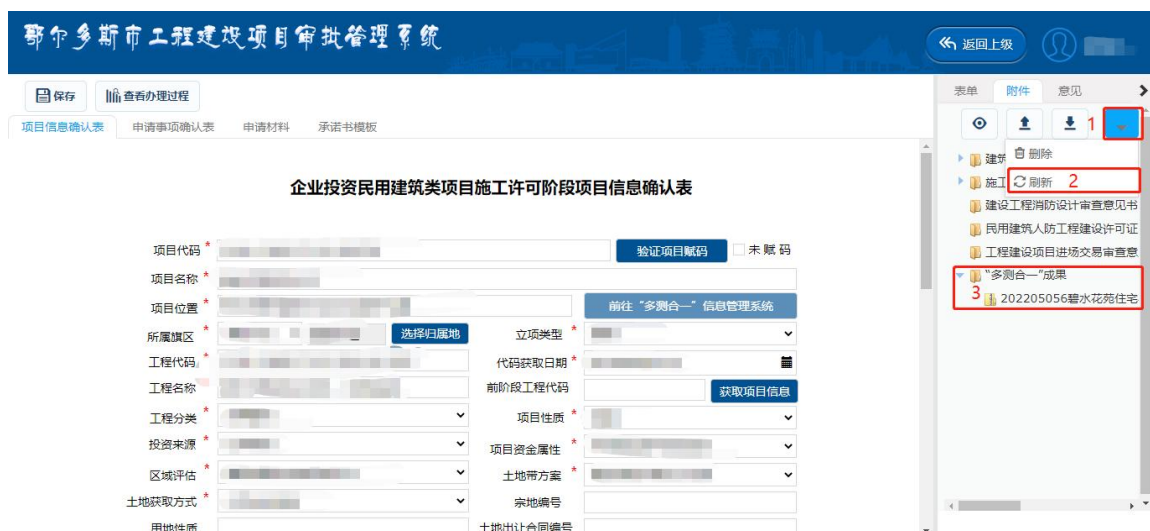 鄂尔多斯市工程建设项目审批管理系统
返回上级
保存 查看办理过程
项目信息确认表 申请事项确认表 申请材料 承诺书模板
企业投资民用建筑类项目施工许可阶段项目信息确认表
项目代码 * 验证项目赋码 未赋码
项目名称 *
项目位置 * 前往“多测合一”信息管理系统
所属旗区 * 选择归属地 立项类型 *
工程代码 * 代码获取日期 *
工程名称 * 前阶段工程代码 获取项目信息
工程分类 * 项目性质 *
投资来源 * 项目资金属性 *
区域评估 * 土地带方案 *
土地获取方式 * 宗地编号
用地性质 土地出让合同编号
表单 附件 意见
1
删除
刷新 2
建筑
施工
建设工程消防设计审查意见书
民用建筑人防工程建设许可证
工程建设项目进场交易审查意
“多测合一”成果
3 202205056碧水花苑住宅